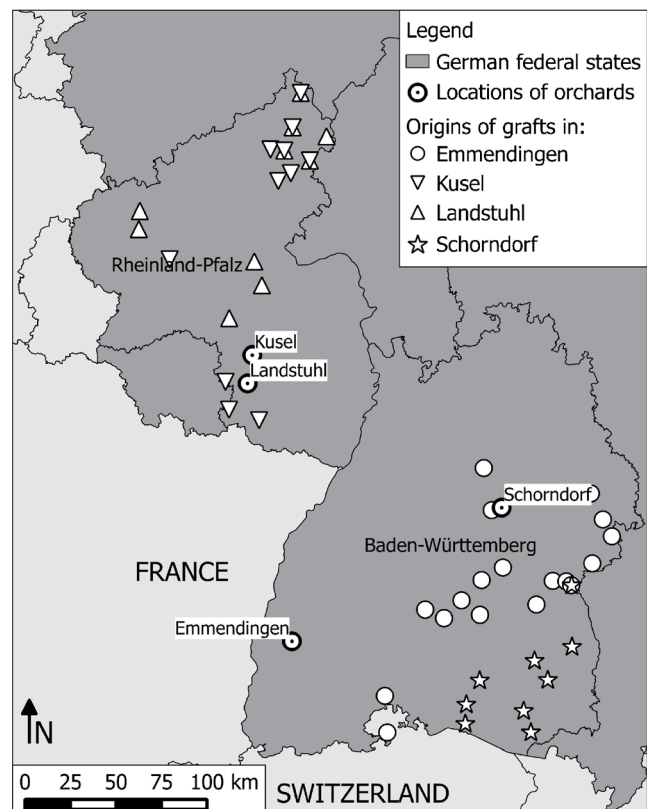 Legend
German federal states
Locations of orchards
Origins of grafts in:
Emmendingen
Kusel
Landstuhl
Schorndorf
Rheinland-Pfalz
Kusel
Landstuhl
Schorndorf
Baden-Württemberg
FRANCE
Emmendingen
N
0 25 50 75 100 km
SWITZERLAND